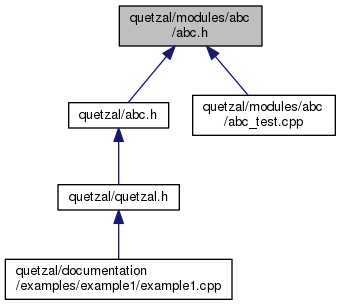 quetzal/modules/abc
/abc.h
quetzal/abc.h
quetzal/modules/abc
/abc_test.cpp
quetzal/quetzal.h
quetzal/documentation
/examples/example1/example1.cpp